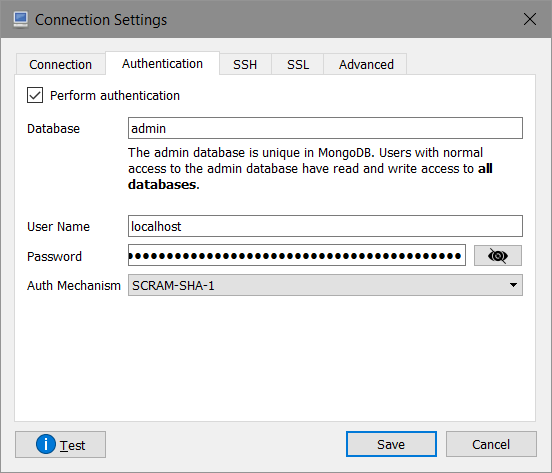 Connection Settings
Connection Authentication SSH SSL Advanced
Perform authentication
Database admin
The admin database is unique in MongoDB. Users with normal
access to the admin database have read and write access to all
databases.
User Name localhost
Password
Auth Mechanism SCRAM-SHA-1
Test Save Cancel